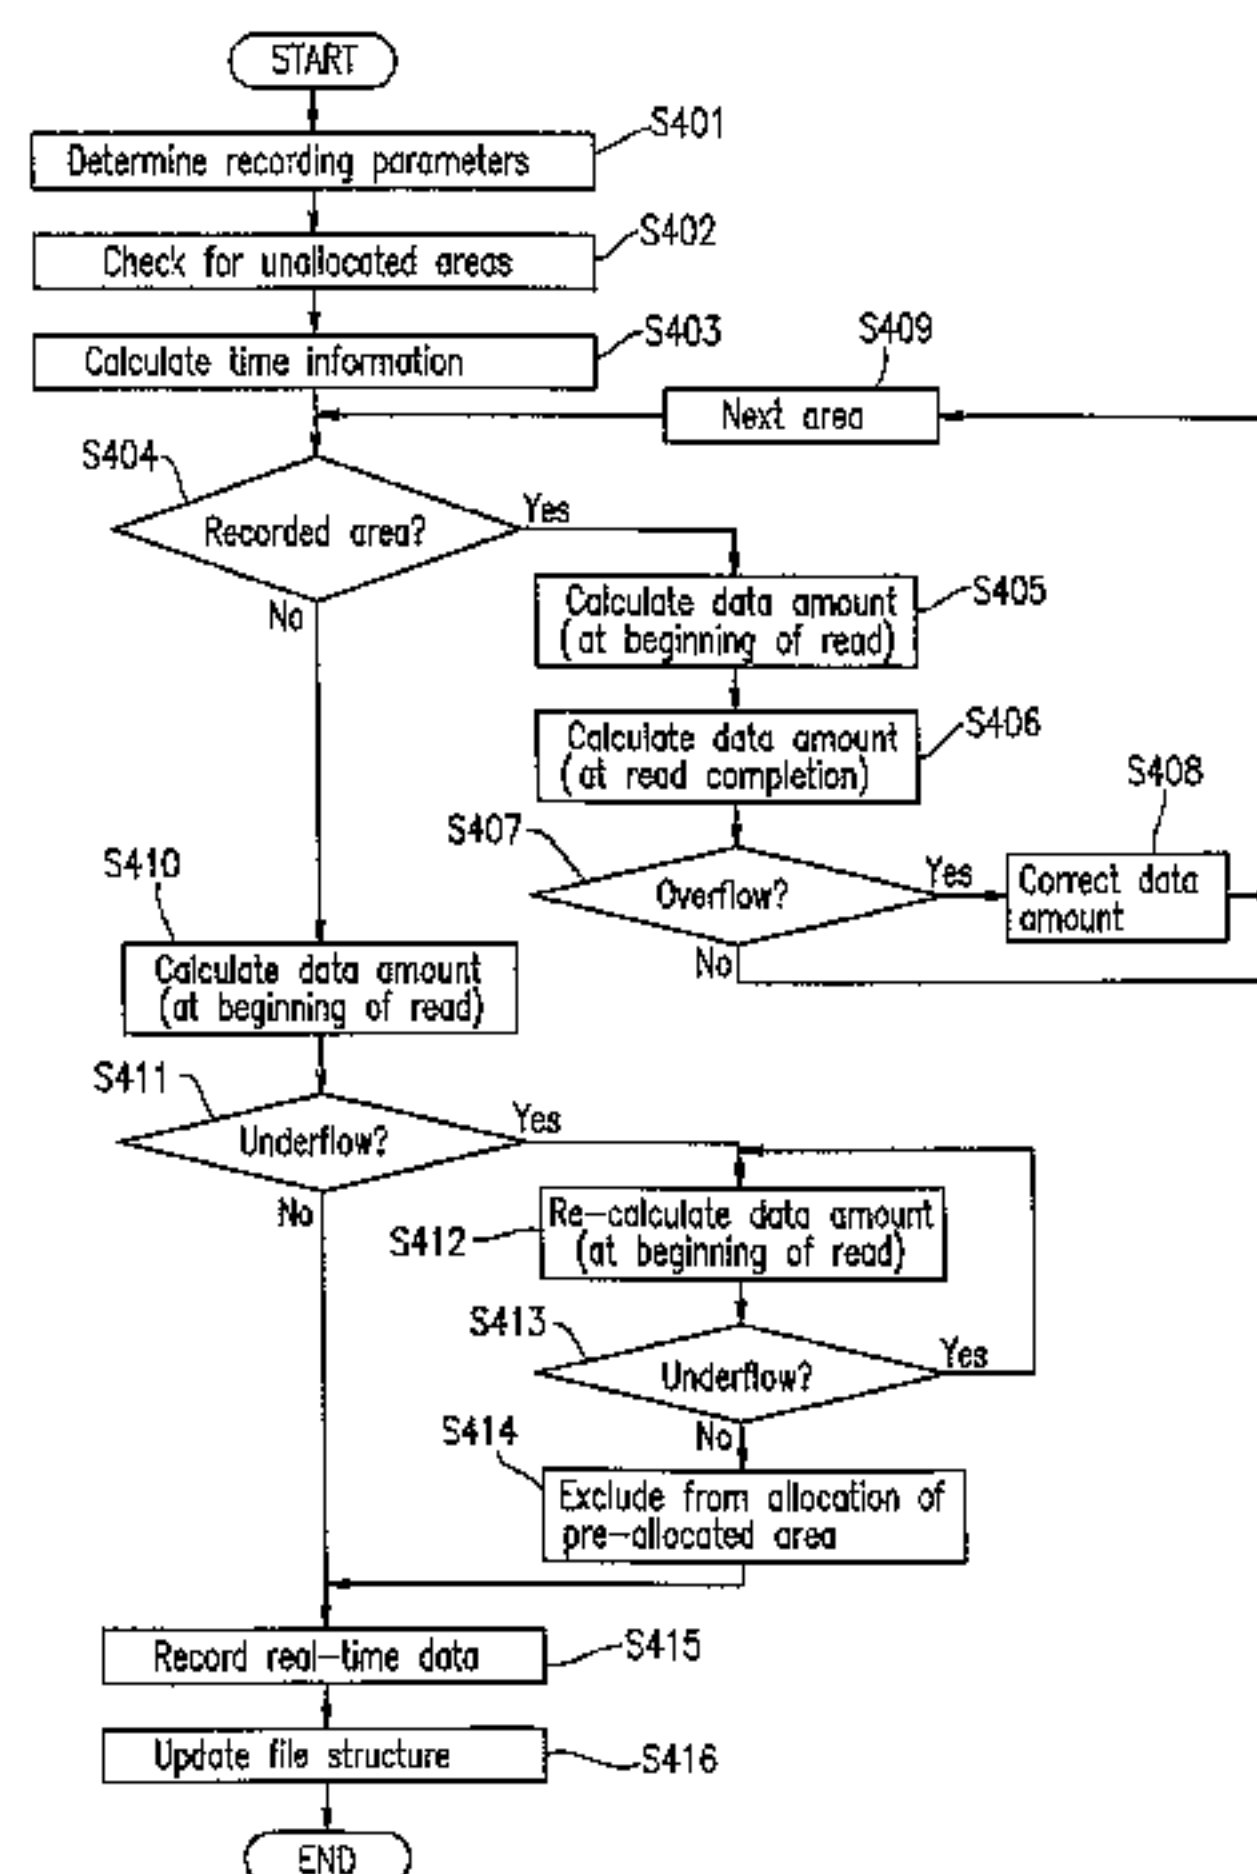 START
S401
Determine recording parameters
S402
Check for unallocated areas
S403
Calculate time information
S409
Next area
S404
Recorded area?
Yes
No
S405
Calculate data amount
(at beginning of read)
S406
Calculate data amount
(at read completion)
S408
S407
Overflow?
Yes
Correct data
amount
No
S410
Calculate data amount
(at beginning of read)
S411
Underflow?
Yes
No
S412
Re-calculate data amount
(at beginning of read)
S413
Underflow?
Yes
No
S414
Exclude from allocation of
pre-allocated area
Record real-time data
S415
Update file structure
S416
END